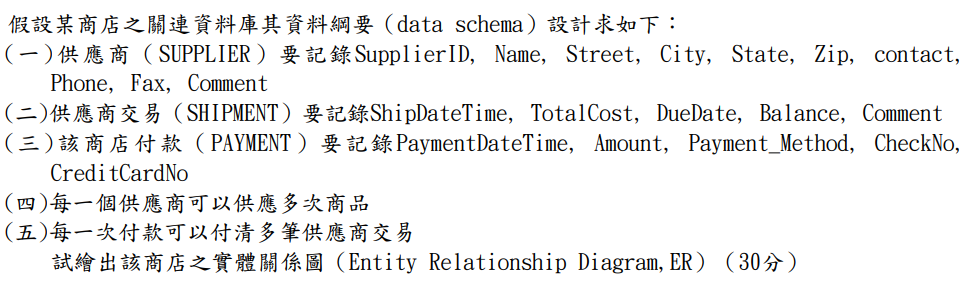 假設某商店之關連資料庫其資料綱要（data schema）設計求如下：
(一)供應商（SUPPLIER）要記錄SupplierID, Name, Street, City, State, Zip, contact,
Phone, Fax, Comment
(二)供應商交易（SHIPMENT）要記錄ShipDateTime, TotalCost, DueDate, Balance, Comment
(三)該商店付款（PAYMENT）要記錄PaymentDateTime, Amount, Payment_Method, CheckNo,
CreditCardNo
(四)每一個供應商可以供應多次商品
(五)每一次付款可以付清多筆供應商交易
試繪出該商店之實體關係圖（Entity Relationship Diagram,ER）（30分）